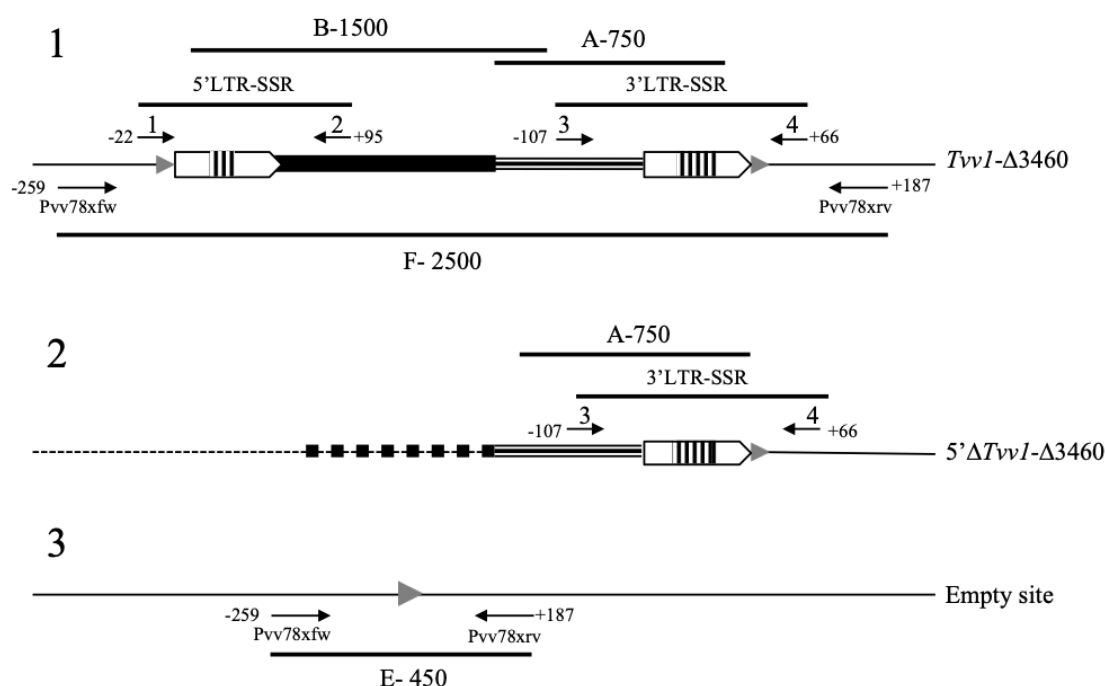 1
B-1500
A-750
5'LTR-SSR
3'LTR-SSR
-22 1 2 +95 -107 3 4 +66
Tvv1-Δ3460
-259 +187
Pvv78xfw Pvv78xrv
F- 2500
2
A-750
3'LTR-SSR
-107 3 4 +66
5'ΔTvv1-Δ3460
3
Empty site
-259 +187
Pvv78xfw Pvv78xrv
E- 450